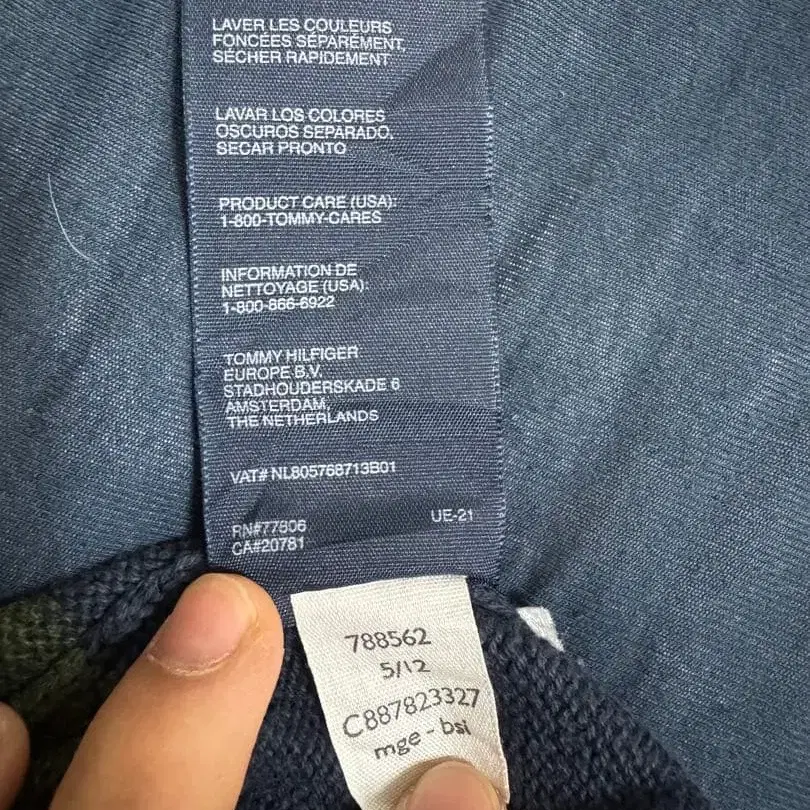 LAVER LES COULEURS
FONCÉES SÉPARÉMENT,
SÉCHER RAPIDEMENT
LAVAR LOS COLORES
OSCUROS SEPARADO,
SECAR PRONTO
PRODUCT CARE (USA):
1-800-TOMMY-CARES
INFORMATION DE
NETTOYAGE (USA):
1-800-866-6922
TOMMY HILFIGER
EUROPE B.V.
STADHOUDERSKADE 6
AMSTERDAM,
THE NETHERLANDS
VAT# NL805768713B01
RN#77806
UE-21
CA#20781
788562
5/12
C887823327
mge - bsi